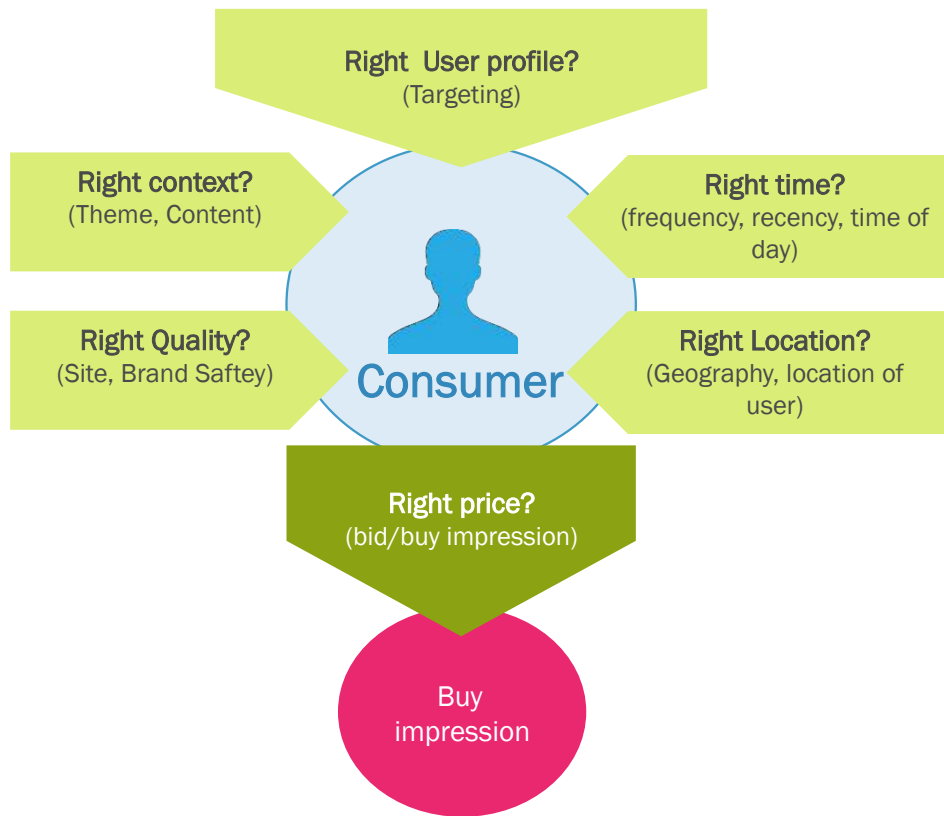 Right  User profile?
(Targeting)
Right context?
(Theme, Content)
Right time?
(frequency, recency, time of
day)
Right Quality?
(Site, Brand Saftey)
Right Location?
(Geography, location of
user)
Consumer
Right price?
(bid/buy impression)
Buy
impression